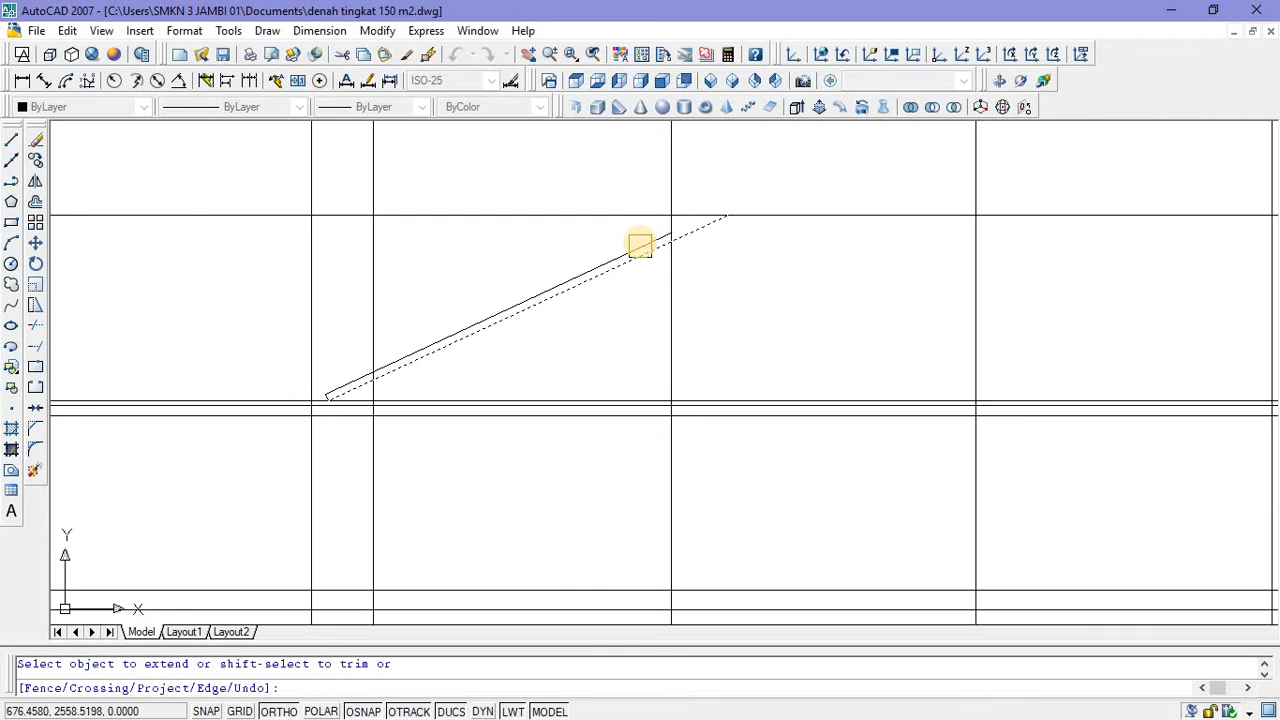 AutoCAD 2007 - [C:\Users\SMKN 3 JAMBI 01\Documents\denah tingkat 150 m2.dwg]
File Edit View Insert Format Tools Draw Dimension Modify Express Window Help
ISO-25
ByLayer ByLayer ByLayer ByColor
A
Y
X
Model Layout1 Layout2
Select object to extend or shift-select to trim or
[Fence/Crossing/Project/Edge/Undo]:
676.4580, 2558.5198, 0.0000 SNAP GRID ORTHO POLAR OSNAP OTRACK DUCS DYN LWT MODEL